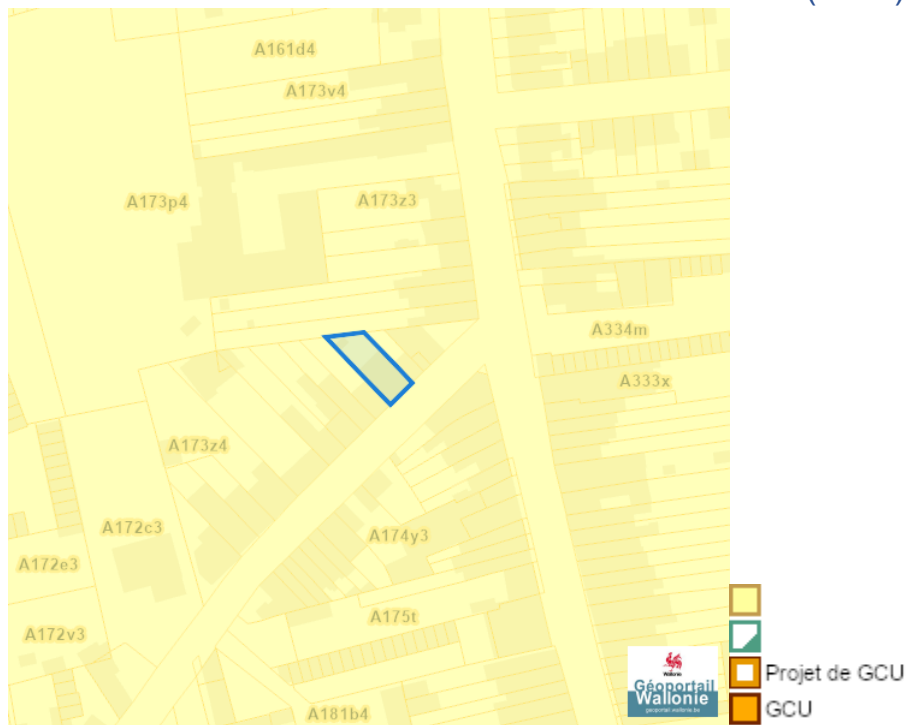 A161d4
A173v4
A173p4
A173z3
A334m
A333x
A173z4
A172c3
A174y3
A172e3
A175t
A172v3
A181b4
Wallonie
Géoportail
Wallonie
geoportail.wallonie.be
Projet de GCU
GCU